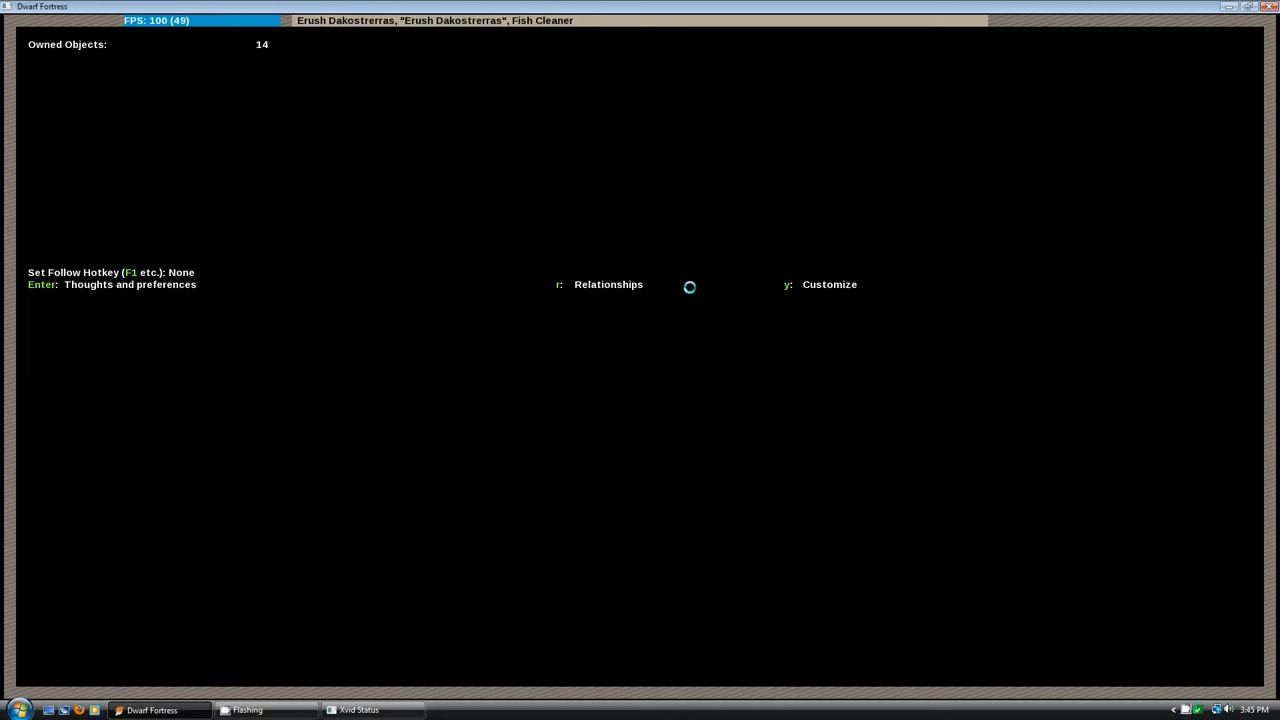 Dwarf Fortress
FPS: 100 (49)
Erush Dakostrerras, "Erush Dakostrerras", Fish Cleaner
Owned Objects: 14
Set Follow Hotkey (F1 etc.): None
Enter: Thoughts and preferences r: Relationships y: Customize
Dwarf Fortress Flashing Xvid Status 3:45 PM